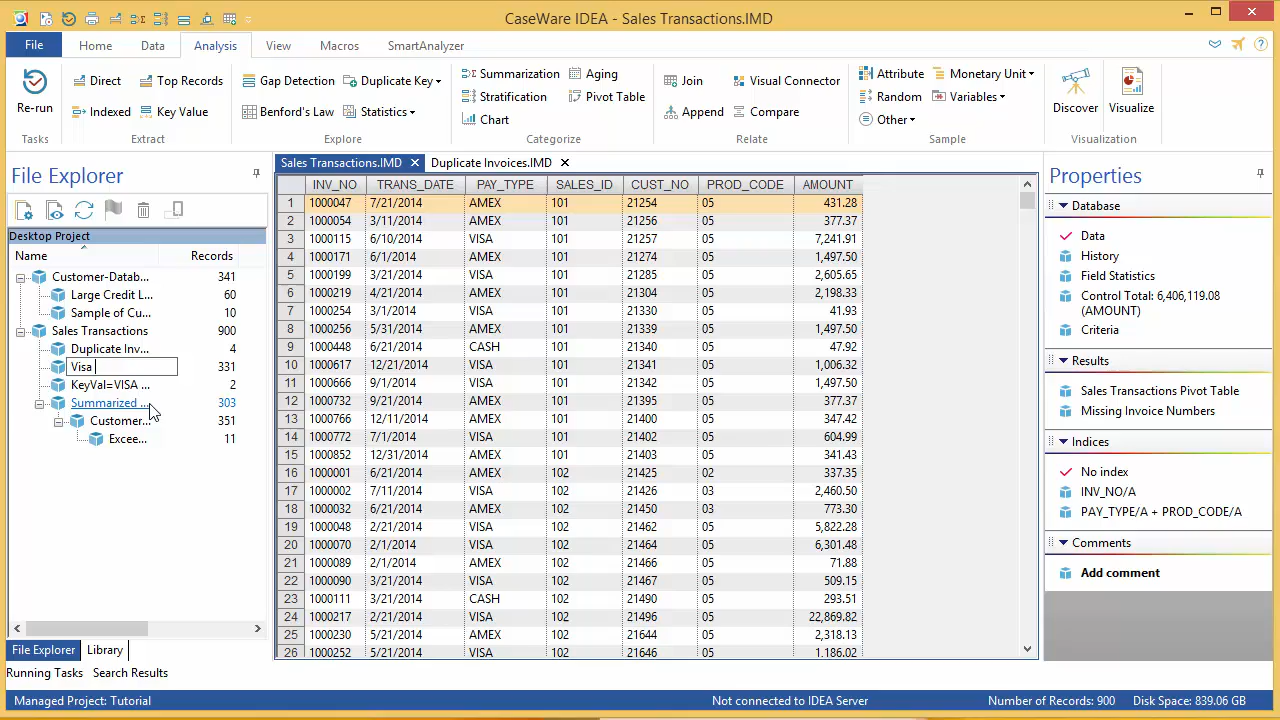 CaseWare IDEA - Sales Transactions.IMD
File Home Data Analysis View Macros SmartAnalyzer
Re-run
Tasks
Direct Top Records
Indexed Key Value
Extract
Gap Detection Duplicate Key
Benford's Law Statistics
Explore
Summarization Aging
Stratification Pivot Table
Chart
Categorize
Join Visual Connector
Append Compare
Relate
Attribute Monetary Unit
Random Variables
Other
Sample
Discover Visualize
Visualization
File Explorer
Desktop Project
Name Records
Customer-Datab... 341
Large Credit L... 60
Sample of Cu... 10
Sales Transactions 900
Duplicate Inv... 4
Visa 331
KeyVal=VISA ... 2
Summarized ... 303
Customer... 351
Excee... 11
File Explorer Library
Running Tasks Search Results
Sales Transactions.IMD Duplicate Invoices.IMD
INV_NO TRANS_DATE PAY_TYPE SALES_ID CUST_NO PROD_CODE AMOUNT
1 1000047 7/21/2014 AMEX 101 21254 05 431.28
2 1000054 3/11/2014 AMEX 101 21256 05 377.37
3 1000115 6/10/2014 VISA 101 21257 05 7,241.91
4 1000171 6/1/2014 AMEX 101 21274 05 1,497.50
5 1000199 3/21/2014 VISA 101 21285 05 2,605.65
6 1000219 4/21/2014 AMEX 101 21304 05 2,198.33
7 1000254 3/1/2014 VISA 101 21330 05 41.93
8 1000256 5/31/2014 AMEX 101 21339 05 1,497.50
9 1000448 6/21/2014 CASH 101 21340 05 47.92
10 1000617 12/21/2014 VISA 101 21341 05 1,006.32
11 1000666 9/1/2014 VISA 101 21342 05 1,497.50
12 1000732 9/21/2014 AMEX 101 21395 05 377.37
13 1000766 12/11/2014 AMEX 101 21400 05 347.42
14 1000772 7/1/2014 VISA 101 21402 05 604.99
15 1000852 12/31/2014 AMEX 101 21403 05 341.43
16 1000001 6/21/2014 AMEX 102 21425 02 337.35
17 1000002 7/11/2014 VISA 102 21426 03 2,460.50
18 1000032 6/21/2014 AMEX 102 21450 03 773.30
19 1000048 2/21/2014 VISA 102 21462 05 5,822.28
20 1000070 2/1/2014 VISA 102 21464 05 6,301.48
21 1000089 2/1/2014 AMEX 102 21466 05 71.88
22 1000090 3/21/2014 VISA 102 21467 05 509.15
23 1000111 3/21/2014 CASH 102 21490 05 293.51
24 1000217 4/21/2014 VISA 102 21496 05 22,869.82
25 1000230 5/21/2014 AMEX 102 21644 05 2,318.13
26 1000252 5/21/2014 VISA 102 21646 05 1,186.02
Properties
Database
Data
History
Field Statistics
Control Total: 6,406,119.08
(AMOUNT)
Criteria
Results
Sales Transactions Pivot Table
Missing Invoice Numbers
Indices
No index
INV_NO/A
PAY_TYPE/A + PROD_CODE/A
Comments
Add comment
Managed Project: Tutorial Not connected to IDEA Server Number of Records: 900 Disk Space: 839.06 GB